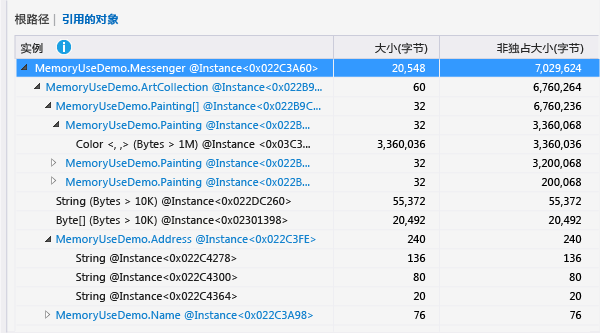 根路径 | 引用的对象
实例 大小(字节) 非独占大小(字节)
MemoryUseDemo.Messenger @Instance<0x022C3A60> 20,548 7,029,624
MemoryUseDemo.ArtCollection @Instance<0x022B9... 60 6,760,264
MemoryUseDemo.Painting[] @Instance<0x022B9C... 32 6,760,236
MemoryUseDemo.Painting @Instance<0x022B... 32 3,360,068
Color <, ,> (Bytes > 1M) @Instance <0x03C3... 3,360,036 3,360,036
MemoryUseDemo.Painting @Instance<0x022B... 32 3,200,068
MemoryUseDemo.Painting @Instance<0x022B... 32 200,068
String (Bytes > 10K) @Instance<0x022DC260> 55,372 55,372
Byte[] (Bytes > 10K) @Instance<0x02301398> 20,492 20,492
MemoryUseDemo.Address @Instance<0x022C3FE> 240 240
String @Instance<0x022C4278> 136 136
String @Instance<0x022C4300> 80 80
String @Instance<0x022C4364> 20 20
MemoryUseDemo.Name @Instance<0x022C3A98> 76 76